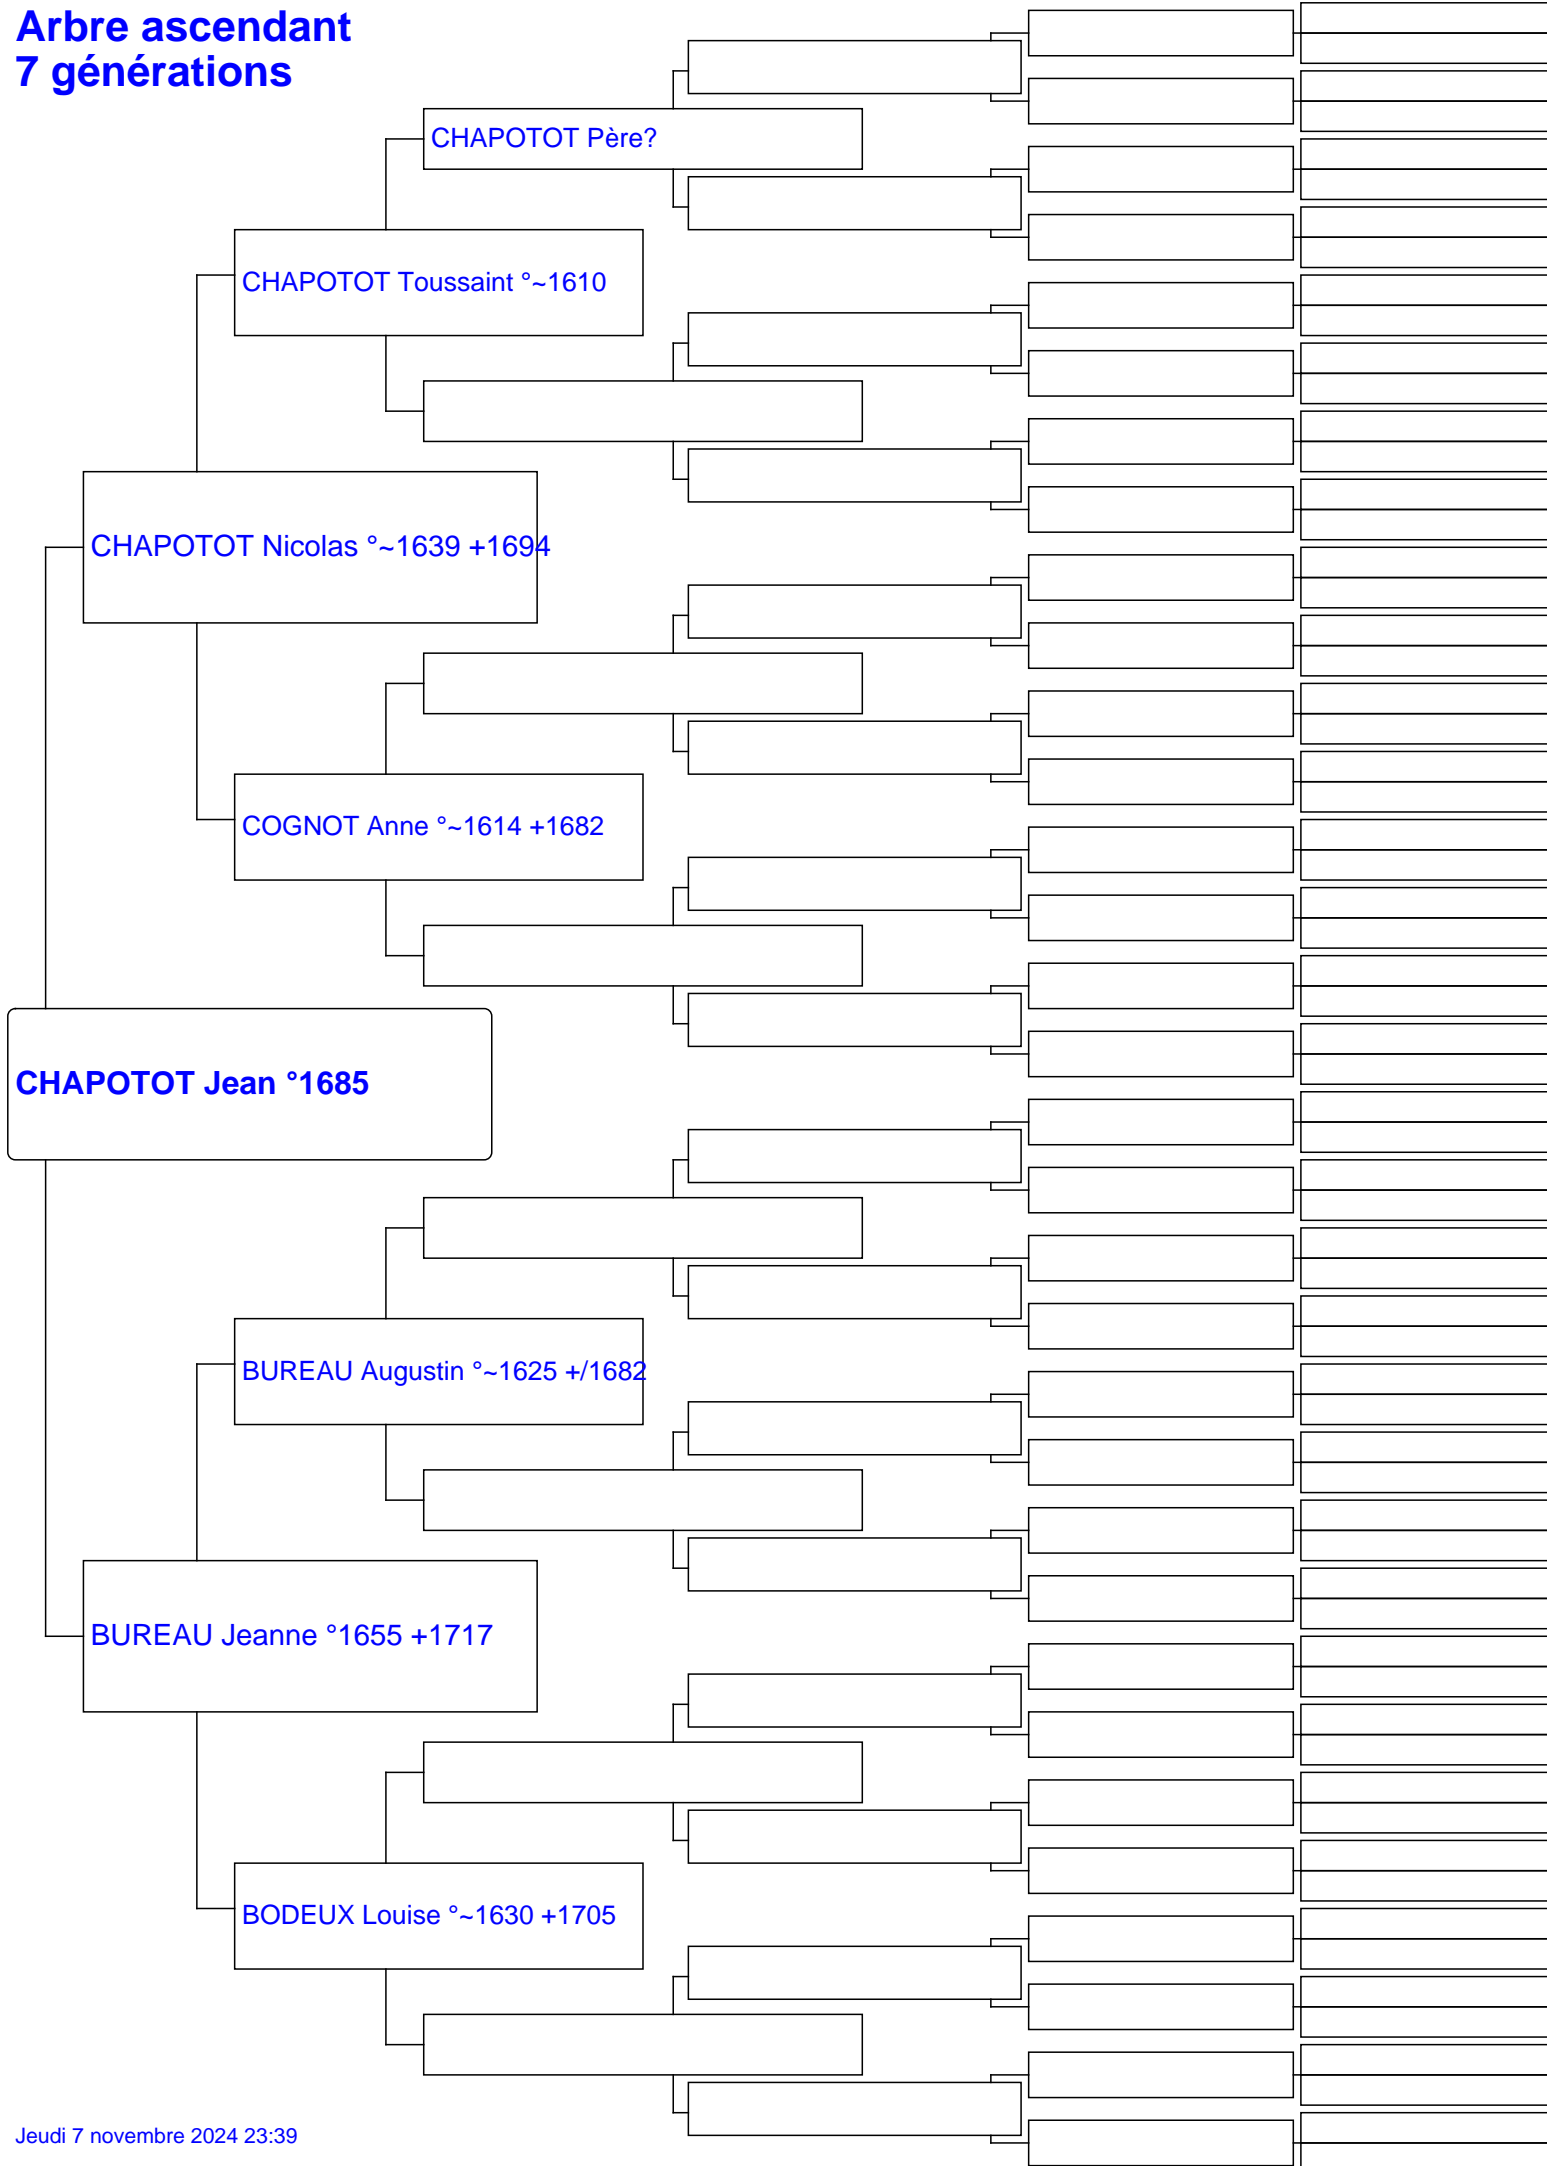 Arbre ascendant
7 générations
CHAPOTOT Père?
CHAPOTOT Toussaint °~1610
CHAPOTOT Nicolas °~1639 +1694
COGNOT Anne °~1614 +1682
CHAPOTOT Jean °1685
BUREAU Augustin °~1625 +/1682
BUREAU Jeanne °1655 +1717
BODEUX Louise °~1630 +1705
Jeudi 7 novembre 2024 23:39